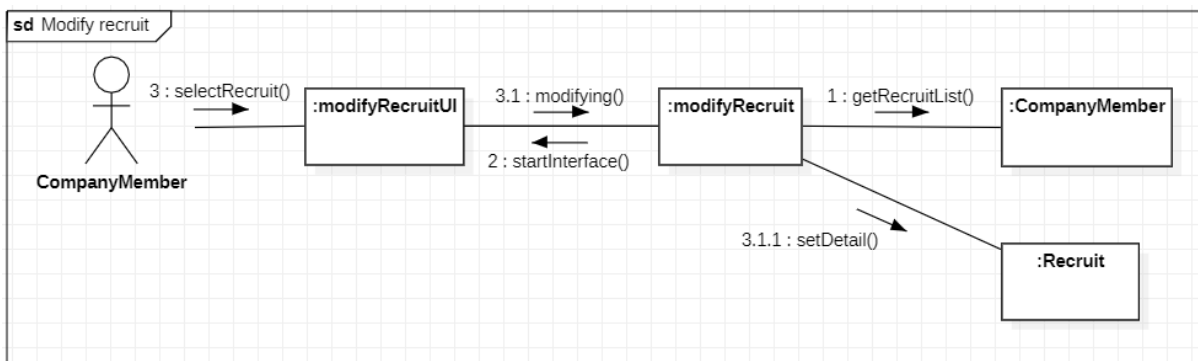 sd Modify recruit
3 : selectRecruit()
CompanyMember
:modifyRecruitUI
3.1 : modifying()
2 : startInterface()
:modifyRecruit
1 : getRecruitList()
:CompanyMember
3.1.1 : setDetail()
:Recruit